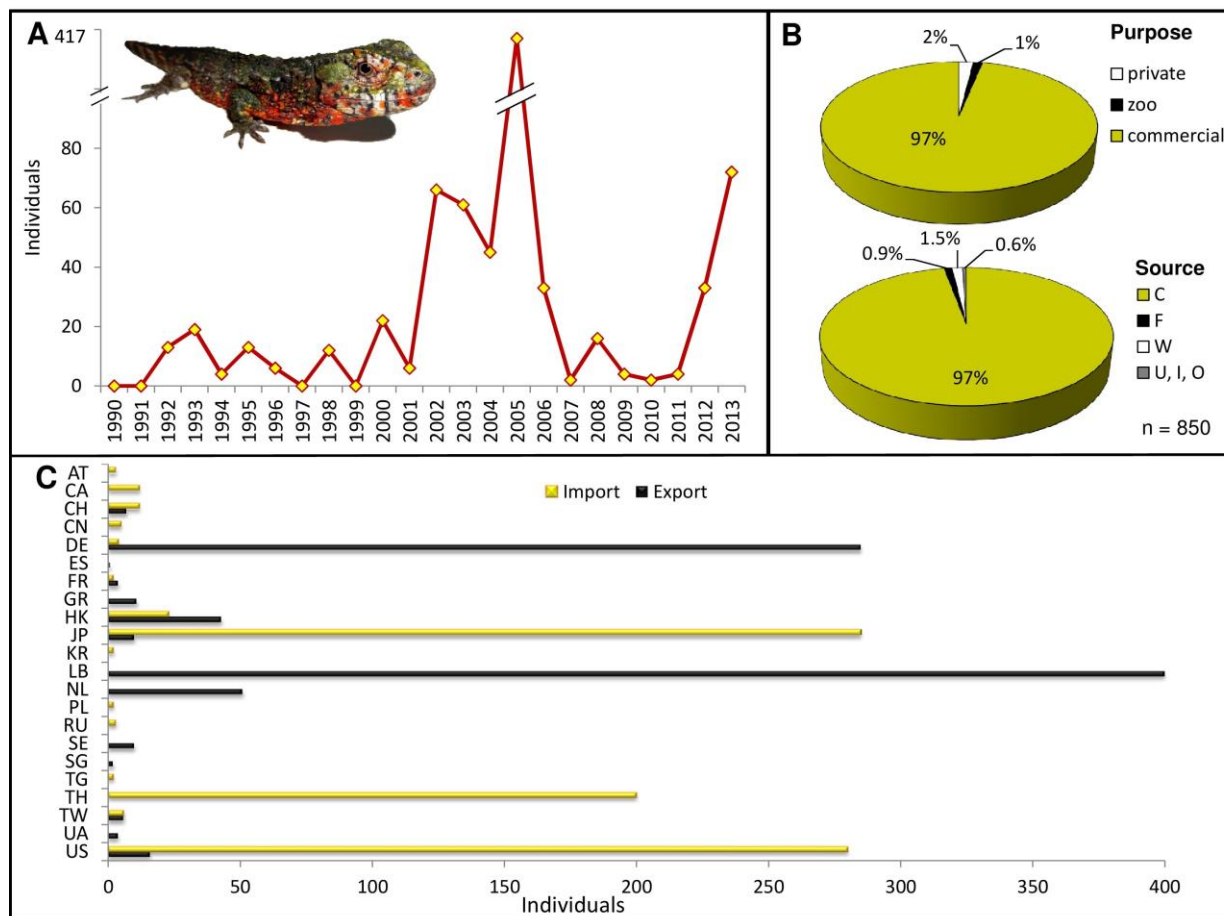 A
417
80
60
40
20
0
Individuals
1990
1991
1992
1993
1994
1995
1996
1997
1998
1999
2000
2001
2002
2003
2004
2005
2006
2007
2008
2009
2010
2011
2012
2013
B
Purpose
private
zoo
commercial
2%
1%
97%
Source
C
F
W
U, I, O
0.9%
1.5%
0.6%
97%
n = 850
C
Import
Export
AT
CA
CH
CN
DE
ES
FR
GR
HK
JP
KR
LB
NL
PL
RU
SE
SG
TG
TH
TW
UA
US
0
50
100
150
200
250
300
350
400
Individuals